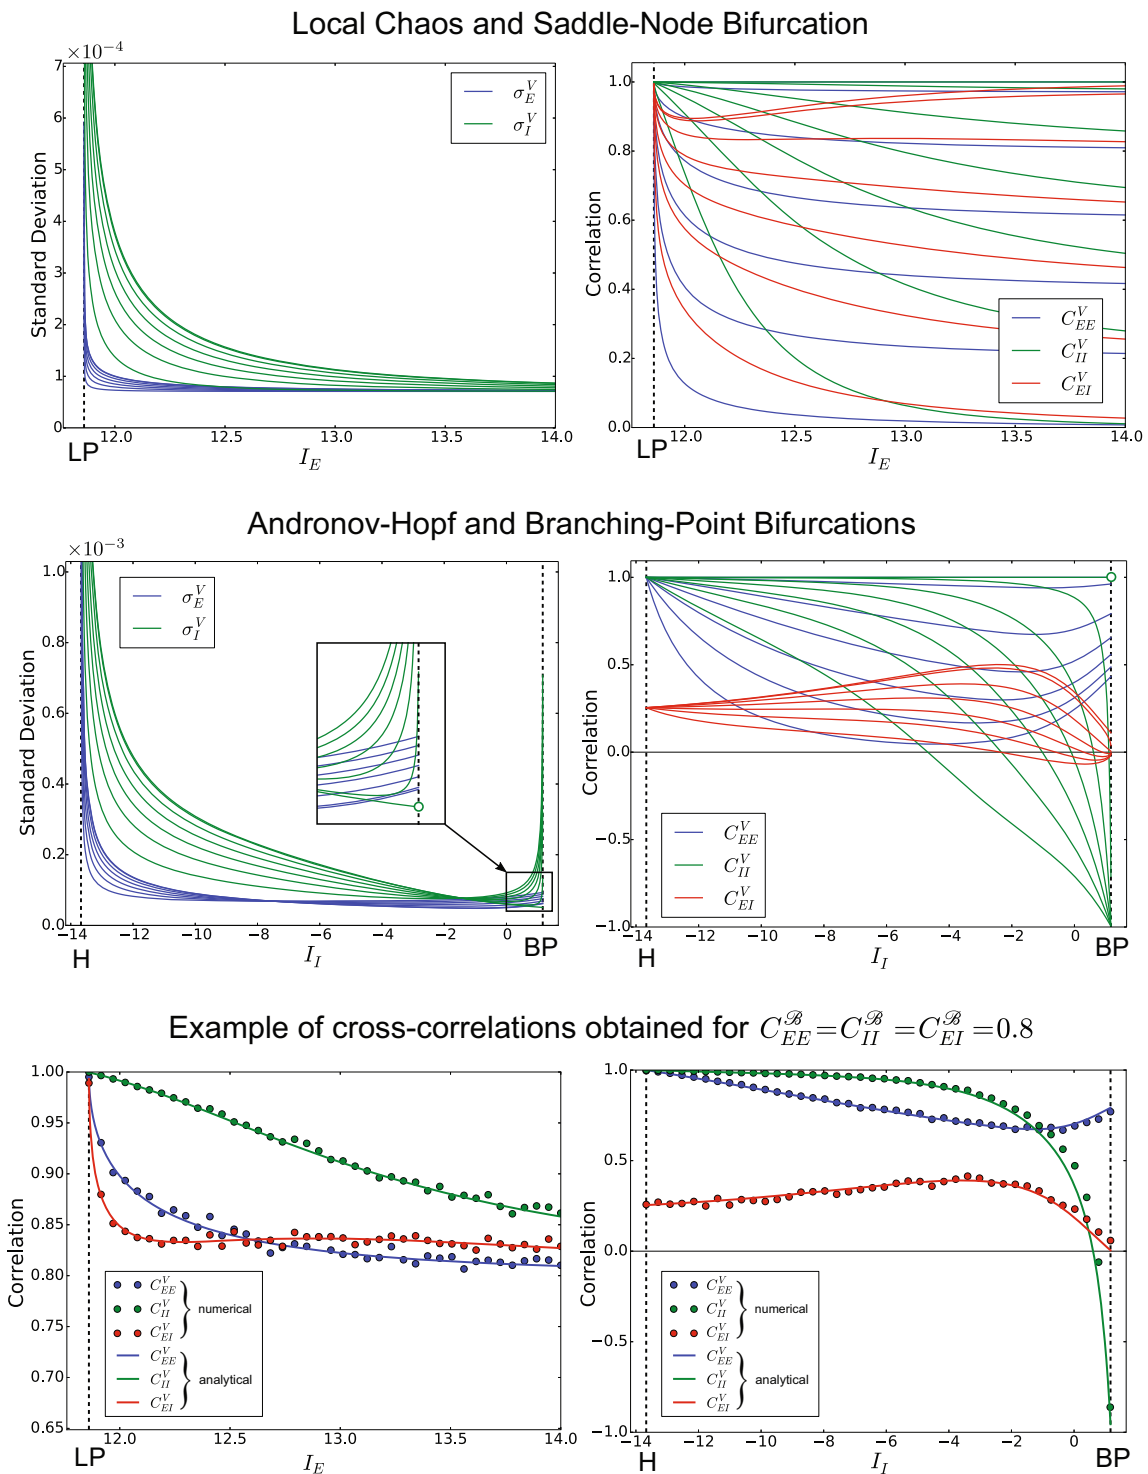 Local Chaos and Saddle-Node Bifurcation
×10⁻⁴
7
6
5
4
3
2
1
0
Standard Deviation
σ_E^V
σ_I^V
12.0 12.5 13.0 13.5 14.0
LP
I_E
1.0
0.8
0.6
0.4
0.2
0.0
Correlation
C_EE^V
C_II^V
C_EI^V
12.0 12.5 13.0 13.5 14.0
LP
I_E
Andronov-Hopf and Branching-Point Bifurcations
×10⁻³
1.0
0.8
0.6
0.4
0.2
0.0
Standard Deviation
σ_E^V
σ_I^V
−14 −12 −10 −8 −6 −4 −2 0
H
I_I
BP
1.0
0.5
0.0
−0.5
−1.0
Correlation
C_EE^V
C_II^V
C_EI^V
−14 −12 −10 −8 −6 −4 −2 0
H
I_I
BP
Example of cross-correlations obtained for C_EE^ℬ=C_II^ℬ=C_EI^ℬ=0.8
1.00
0.95
0.90
0.85
0.80
0.75
0.70
0.65
Correlation
C_EE^V
C_II^V
C_EI^V
numerical
C_EE^V
C_II^V
C_EI^V
analytical
12.0 12.5 13.0 13.5 14.0
LP
I_E
1.0
0.5
0.0
−0.5
−1.0
Correlation
C_EE^V
C_II^V
C_EI^V
numerical
C_EE^V
C_II^V
C_EI^V
analytical
−14 −12 −10 −8 −6 −4 −2 0
H
I_I
BP